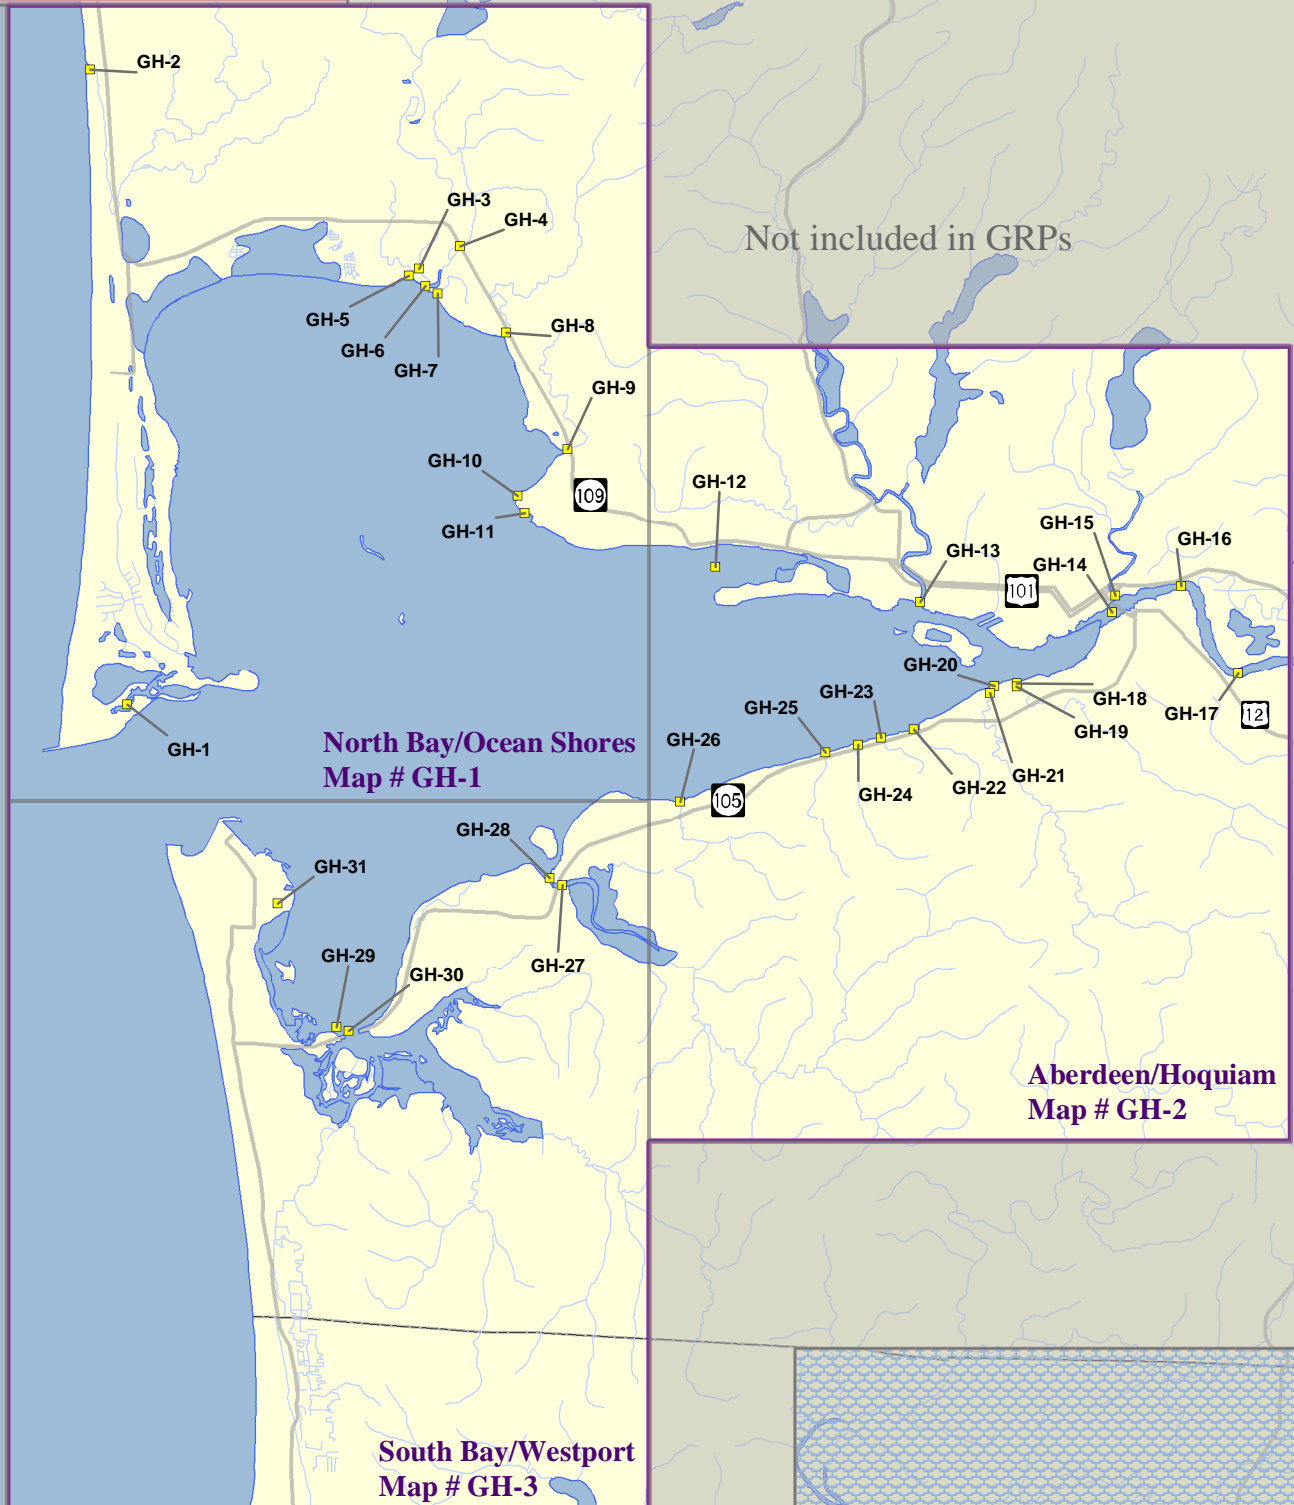 GH-2
GH-3
GH-4
Not included in GRPs
GH-5
GH-8
GH-6
GH-7
GH-9
GH-10
GH-12
109
GH-11
GH-15
GH-16
GH-13
GH-14
101
GH-20
GH-23
GH-18
GH-25
GH-17
12
GH-19
GH-26
GH-1
North Bay/Ocean Shores
Map # GH-1
GH-21
GH-22
GH-24
105
GH-28
GH-31
GH-29
GH-27
GH-30
Aberdeen/Hoquiam
Map # GH-2
South Bay/Westport
Map # GH-3